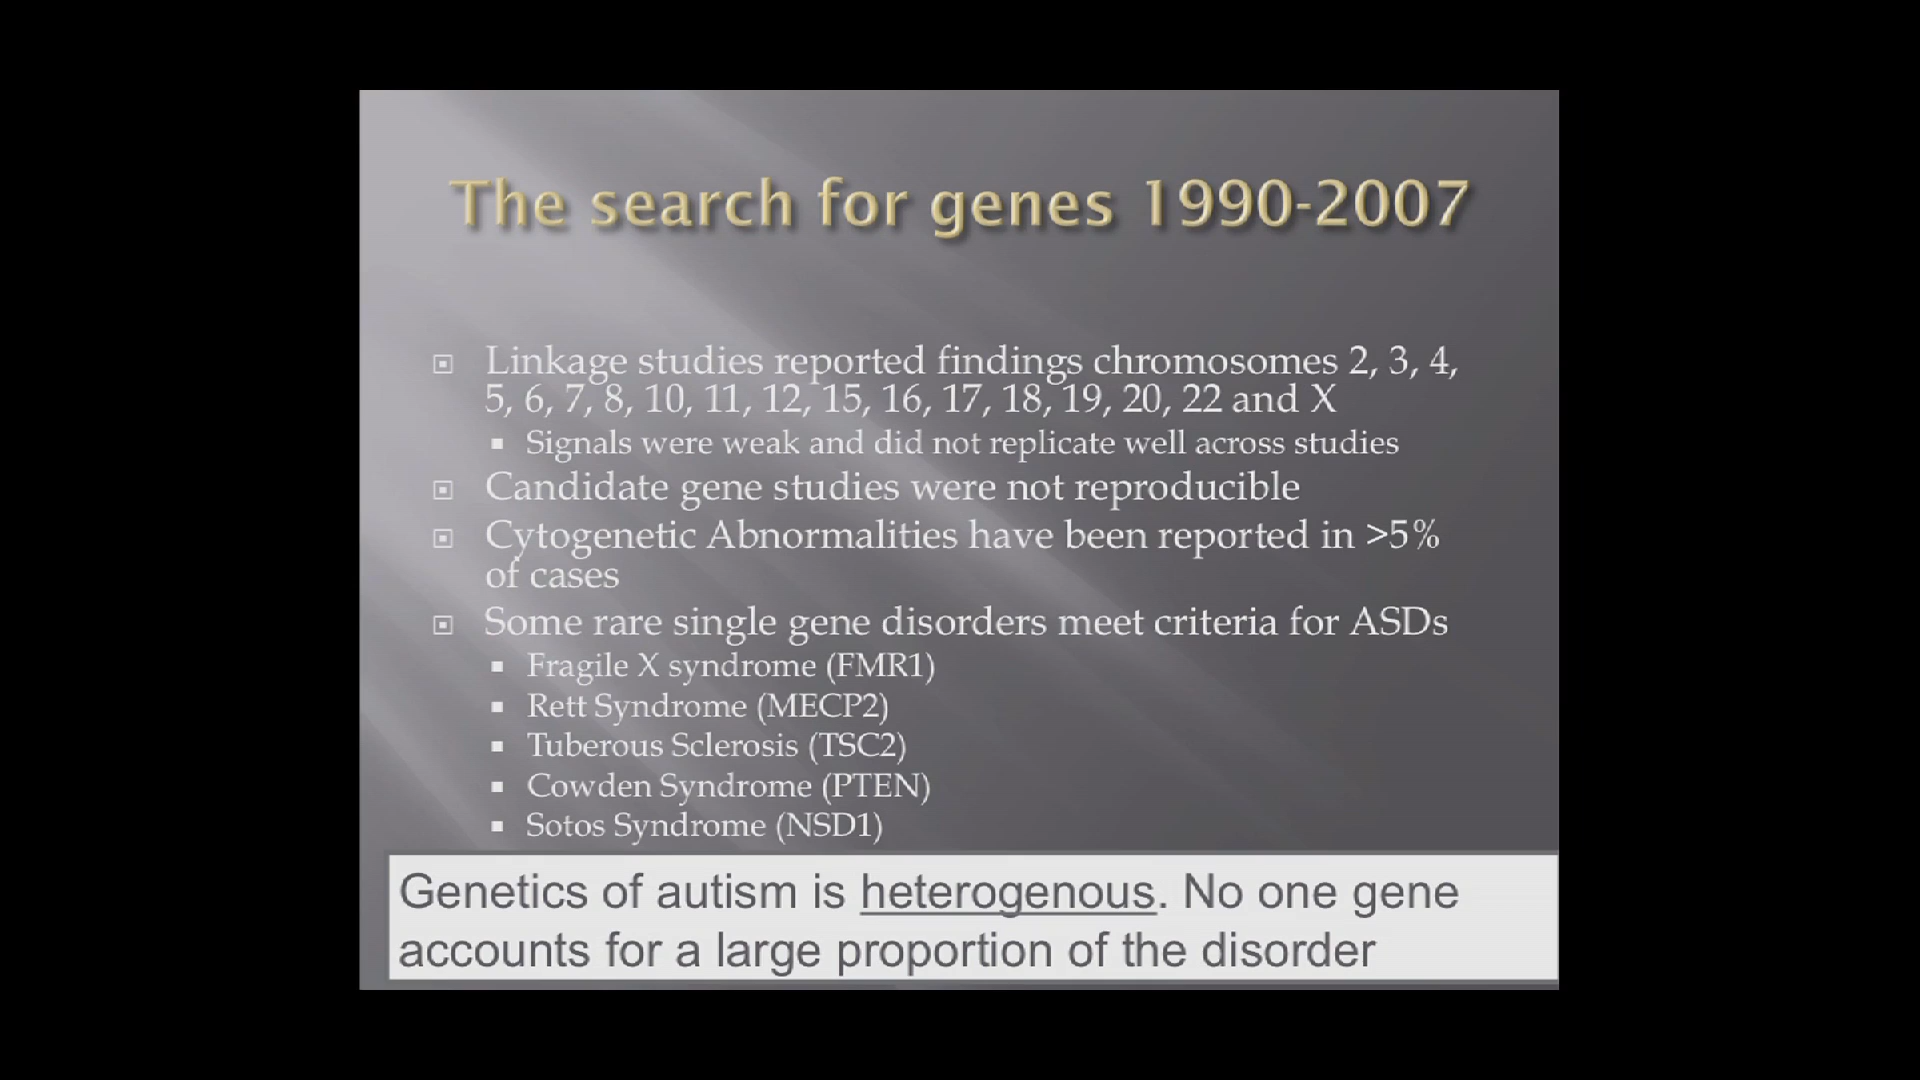 The search for genes 1990-2007
Linkage studies reported findings chromosomes 2, 3, 4,
5, 6, 7, 8, 10, 11, 12, 15, 16, 17, 18, 19, 20, 22 and X
Signals were weak and did not replicate well across studies
Candidate gene studies were not reproducible
Cytogenetic Abnormalities have been reported in >5%
of cases
Some rare single gene disorders meet criteria for ASDs
Fragile X syndrome (FMR1)
Rett Syndrome (MECP2)
Tuberous Sclerosis (TSC2)
Cowden Syndrome (PTEN)
Sotos Syndrome (NSD1)
Genetics of autism is heterogenous. No one gene
accounts for a large proportion of the disorder